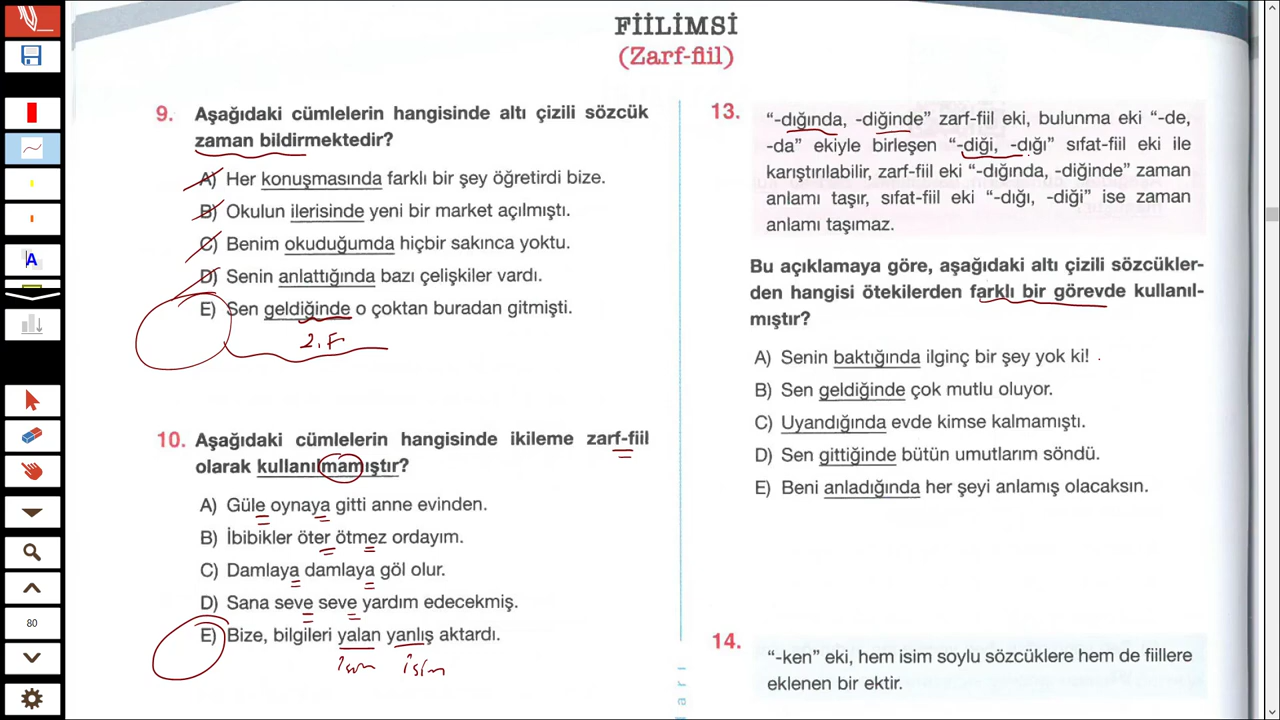 FİİLİMSİ
(Zarf-fiil)
9. Aşağıdaki cümlelerin hangisinde altı çizili sözcük
zaman bildirmektedir?
A) Her konuşmasında farklı bir şey öğretirdi bize.
B) Okulun ilerisinde yeni bir market açılmıştı.
C) Benim okuduğumda hiçbir sakınca yoktu.
D) Senin anlattığında bazı çelişkiler vardı.
E) Sen geldiğinde o çoktan buradan gitmişti.
2.F
10. Aşağıdaki cümlelerin hangisinde ikileme zarf-fiil
olarak kullanılmamıştır?
A) Güle oynaya gitti anne evinden.
B) İbibikler öter ötmez ordayım.
C) Damlaya damlaya göl olur.
D) Sana seve seve yardım edecekmiş.
E) Bize, bilgileri yalan yanlış aktardı.
isim isim
13. "-dığında, -diğinde" zarf-fiil eki, bulunma eki "-de,
-da" ekiyle birleşen "-diği, -dığı" sıfat-fiil eki ile
karıştırılabilir, zarf-fiil eki "-dığında, -diğinde" zaman
anlamı taşır, sıfat-fiil eki "-dığı, -diği" ise zaman
anlamı taşımaz.
Bu açıklamaya göre, aşağıdaki altı çizili sözcükler-
den hangisi ötekilerden farklı bir görevde kullanıl-
mıştır?
A) Senin baktığında ilginç bir şey yok ki!
B) Sen geldiğinde çok mutlu oluyor.
C) Uyandığında evde kimse kalmamıştı.
D) Sen gittiğinde bütün umutlarım söndü.
E) Beni anladığında her şeyi anlamış olacaksın.
14. "-ken" eki, hem isim soylu sözcüklere hem de fiillere
eklenen bir ektir.
A
80